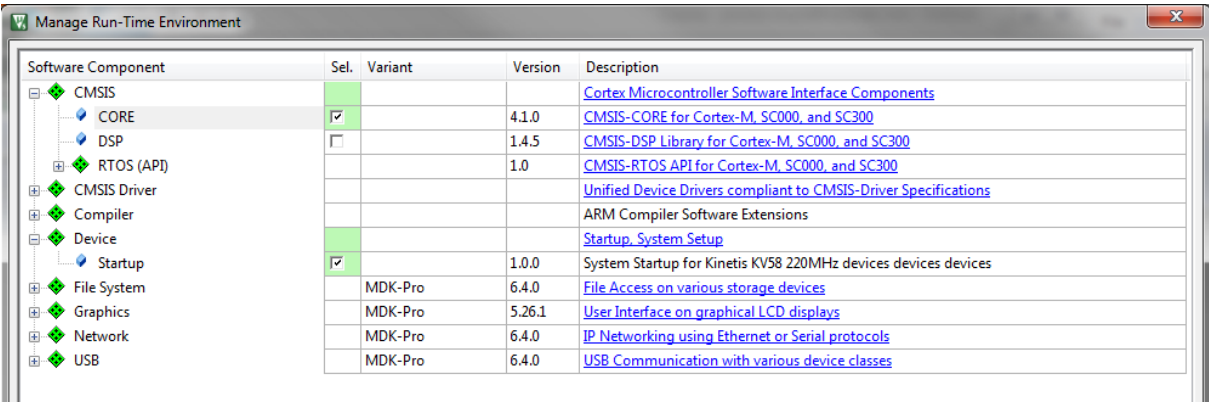 Manage Run-Time Environment
Software Component Sel. Variant Version Description
CMSIS Cortex Microcontroller Software Interface Components
CORE 4.1.0 CMSIS-CORE for Cortex-M, SC000, and SC300
DSP 1.4.5 CMSIS-DSP Library for Cortex-M, SC000, and SC300
RTOS (API) 1.0 CMSIS-RTOS API for Cortex-M, SC000, and SC300
CMSIS Driver Unified Device Drivers compliant to CMSIS-Driver Specifications
Compiler ARM Compiler Software Extensions
Device Startup, System Setup
Startup 1.0.0 System Startup for Kinetis KV58 220MHz devices devices devices
File System MDK-Pro 6.4.0 File Access on various storage devices
Graphics MDK-Pro 5.26.1 User Interface on graphical LCD displays
Network MDK-Pro 6.4.0 IP Networking using Ethernet or Serial protocols
USB MDK-Pro 6.4.0 USB Communication with various device classes